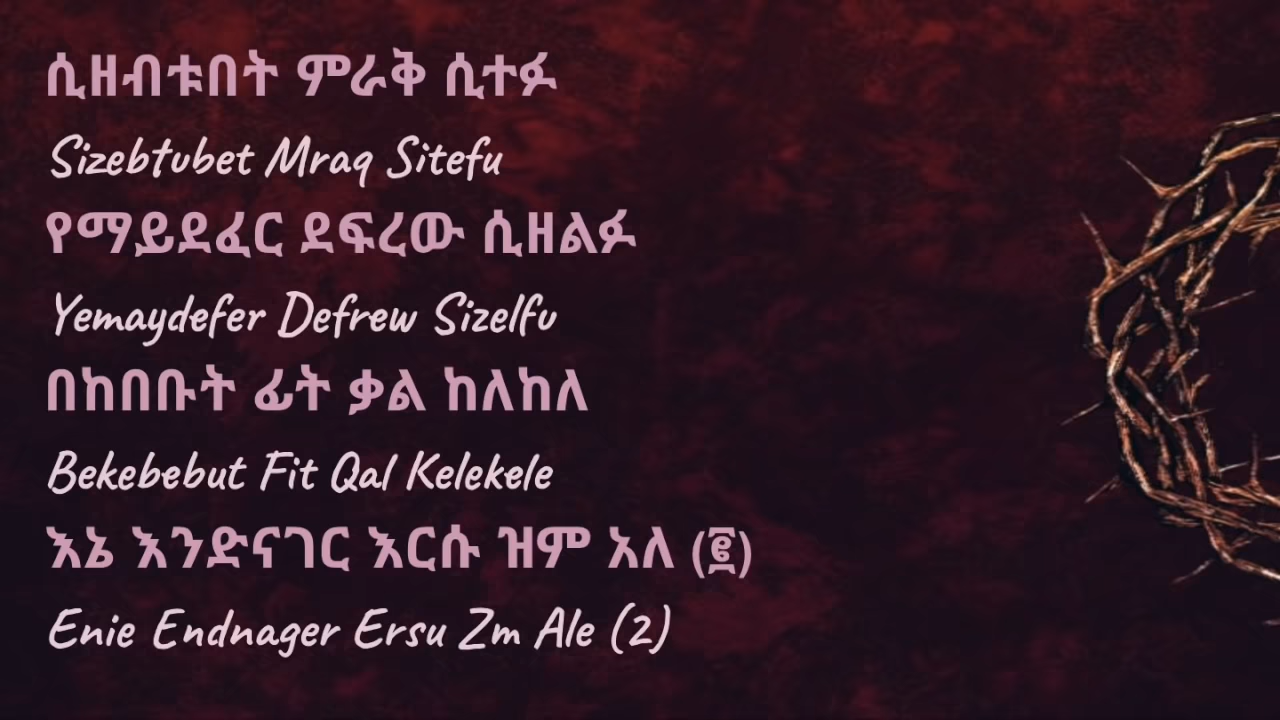 ሲዘብቱበት ምራቅ ሲተፉ
Sizebtubet Mraq Sitefu
የማይደፈር ደፍረው ሲዘልፉ
Yemaydefer Defrew Sizelfu
በከበቡት ፊት ቃል ከለከለ
Bekebebut Fit Qal Kelekele
እኔ እንድናገር እርሱ ዝም አለ (፪)
Enie Endnager Ersu Zm Ale (2)